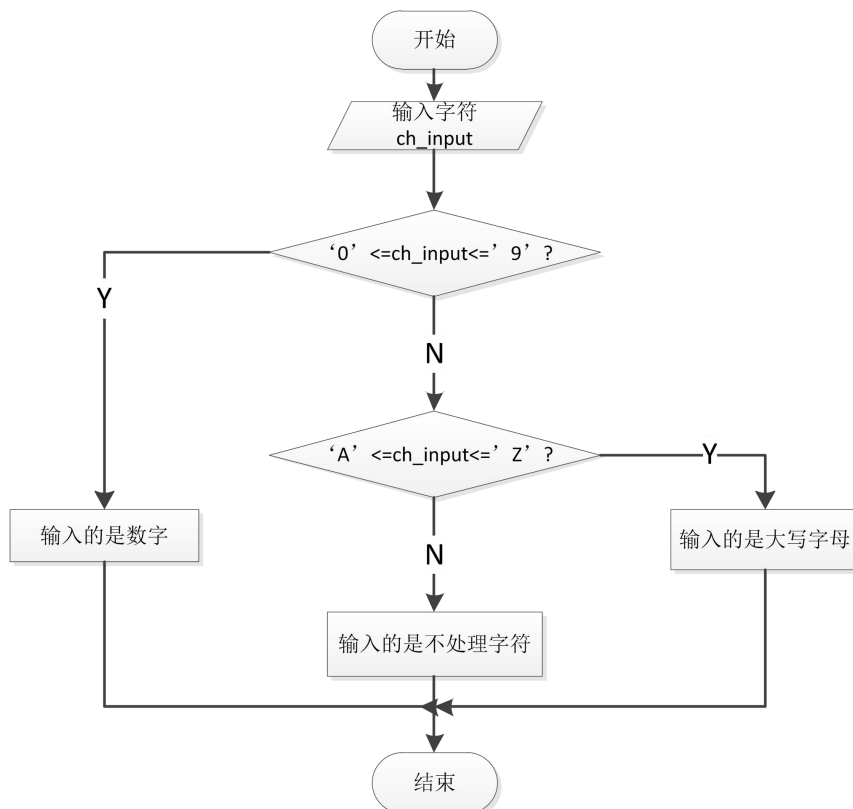 开始
输入字符
ch_input
‘0’ <=ch_input<=’9’ ?
Y
N
‘A’ <=ch_input<=’Z’ ?
Y
输入的是数字
输入的是大写字母
N
输入的是不处理字符
结束